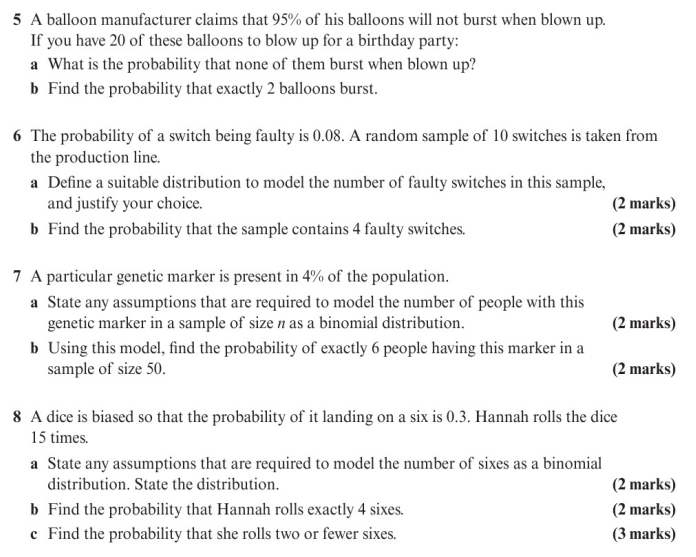 5 A balloon manufacturer claims that 95% of his balloons will not burst when blown up.
If you have 20 of these balloons to blow up for a birthday party:
a What is the probability that none of them burst when blown up?
b Find the probability that exactly 2 balloons burst.
6 The probability of a switch being faulty is 0.08. A random sample of 10 switches is taken from
the production line.
a Define a suitable distribution to model the number of faulty switches in this sample,
and justify your choice. (2 marks)
b Find the probability that the sample contains 4 faulty switches. (2 marks)
7 A particular genetic marker is present in 4% of the population.
a State any assumptions that are required to model the number of people with this
genetic marker in a sample of size n as a binomial distribution. (2 marks)
b Using this model, find the probability of exactly 6 people having this marker in a
sample of size 50. (2 marks)
8 A dice is biased so that the probability of it landing on a six is 0.3. Hannah rolls the dice
15 times.
a State any assumptions that are required to model the number of sixes as a binomial
distribution. State the distribution. (2 marks)
b Find the probability that Hannah rolls exactly 4 sixes. (2 marks)
c Find the probability that she rolls two or fewer sixes. (3 marks)